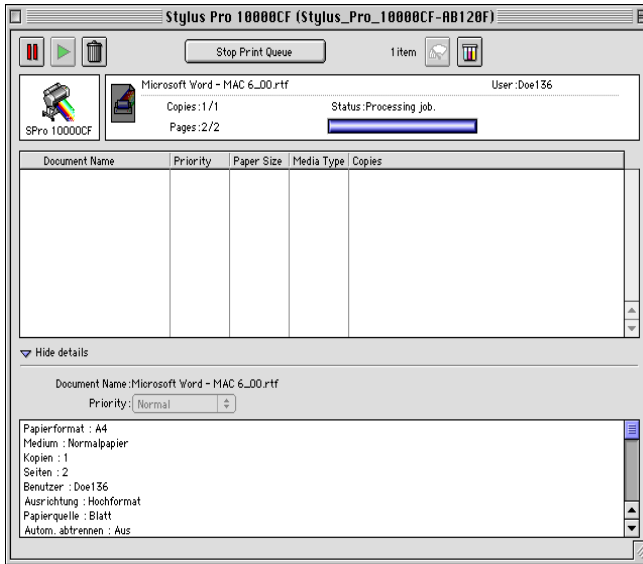 Stylus Pro 10000CF (Stylus_Pro_10000CF-AB120F)
Stop Print Queue
1 item
SPro 10000CF
Microsoft Word - MAC 6_00.rtf User :Doe136
Copies :1/1 Status :Processing job.
Pages :2/2
Document Name Priority Paper Size Media Type Copies
Hide details
Document Name :Microsoft Word - MAC 6_00.rtf
Priority : Normal
Papierformat : A4
Medium : Normalpapier
Kopien : 1
Seiten : 2
Benutzer : Doe136
Ausrichtung : Hochformat
Papierquelle : Blatt
Autom. abtrennen : Aus